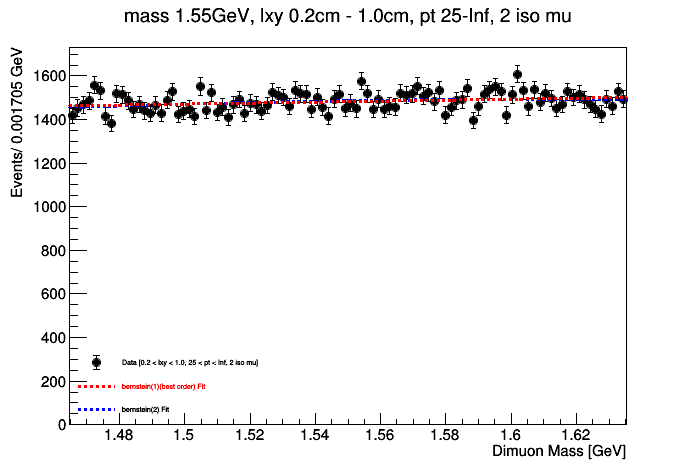 mass 1.55GeV, lxy 0.2cm - 1.0cm, pt 25-Inf, 2 iso mu
Events/ 0.001705 GeV
1600
1400
1200
1000
800
600
400
200
0
Data [0.2 < lxy < 1.0, 25 < pt < Inf, 2 iso mu]
bernstein(1)(best order) Fit
bernstein(2) Fit
1.48 1.5 1.52 1.54 1.56 1.58 1.6 1.62
Dimuon Mass [GeV]